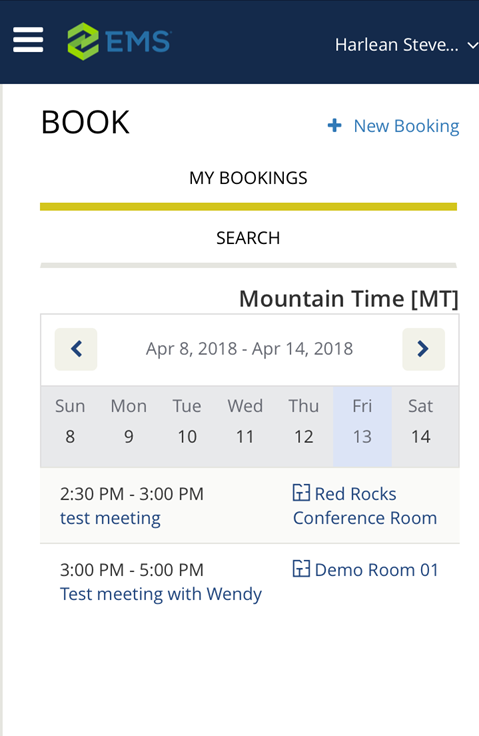 EMS
Harlean Steve...
BOOK
+ New Booking
MY BOOKINGS
SEARCH
Mountain Time [MT]
Apr 8, 2018 - Apr 14, 2018
Sun Mon Tue Wed Thu Fri Sat
8 9 10 11 12 13 14
2:30 PM - 3:00 PM
test meeting
Red Rocks
Conference Room
3:00 PM - 5:00 PM
Test meeting with Wendy
Demo Room 01